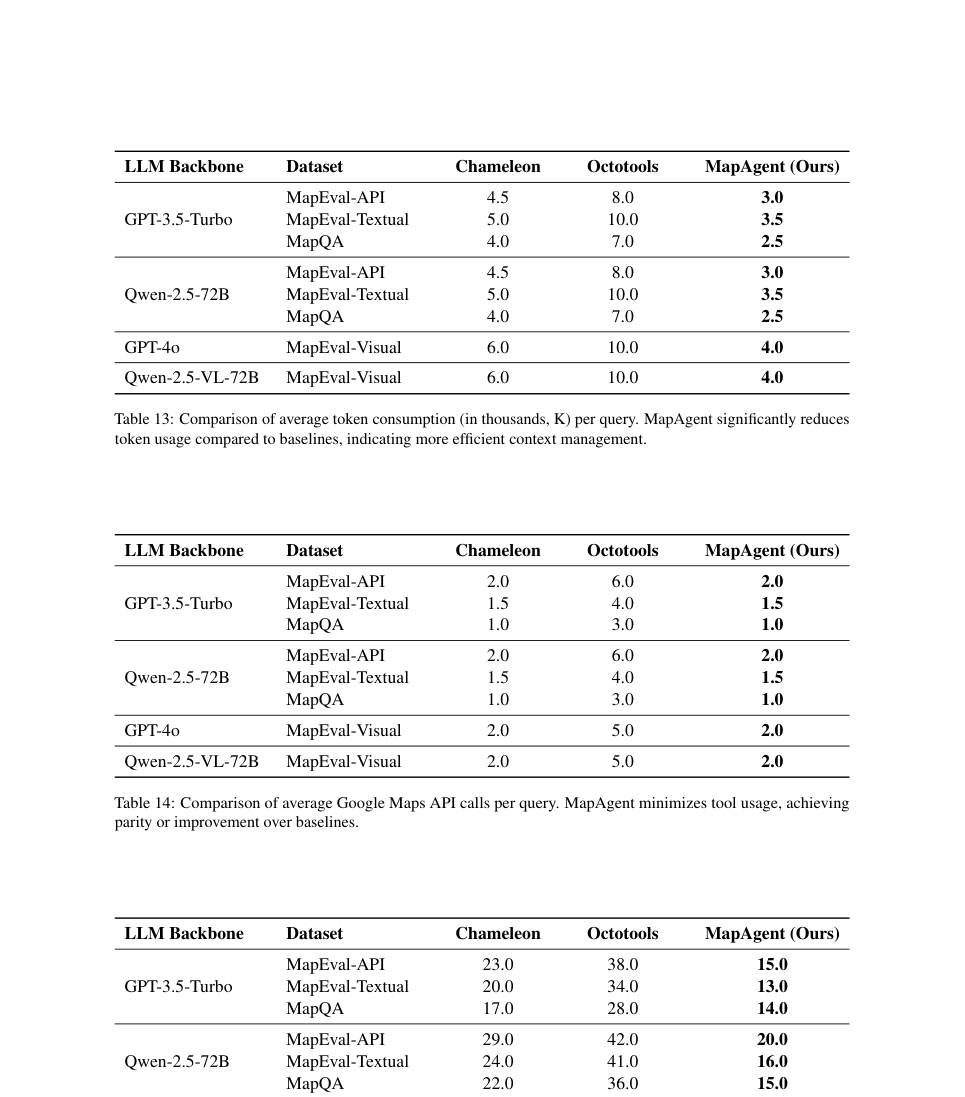 LLM Backbone Dataset Chameleon Octotools MapAgent (Ours)
MapEval-API 4.5 8.0 3.0
GPT-3.5-Turbo MapEval-Textual 5.0 10.0 3.5
MapQA 4.0 7.0 2.5
MapEval-API 4.5 8.0 3.0
Qwen-2.5-72B MapEval-Textual 5.0 10.0 3.5
MapQA 4.0 7.0 2.5
GPT-4o MapEval-Visual 6.0 10.0 4.0
Qwen-2.5-VL-72B MapEval-Visual 6.0 10.0 4.0
Table 13: Comparison of average token consumption (in thousands, K) per query. MapAgent significantly reduces
token usage compared to baselines, indicating more efficient context management.
LLM Backbone Dataset Chameleon Octotools MapAgent (Ours)
MapEval-API 2.0 6.0 2.0
GPT-3.5-Turbo MapEval-Textual 1.5 4.0 1.5
MapQA 1.0 3.0 1.0
MapEval-API 2.0 6.0 2.0
Qwen-2.5-72B MapEval-Textual 1.5 4.0 1.5
MapQA 1.0 3.0 1.0
GPT-4o MapEval-Visual 2.0 5.0 2.0
Qwen-2.5-VL-72B MapEval-Visual 2.0 5.0 2.0
Table 14: Comparison of average Google Maps API calls per query. MapAgent minimizes tool usage, achieving
parity or improvement over baselines.
LLM Backbone Dataset Chameleon Octotools MapAgent (Ours)
MapEval-API 23.0 38.0 15.0
GPT-3.5-Turbo MapEval-Textual 20.0 34.0 13.0
MapQA 17.0 28.0 14.0
MapEval-API 29.0 42.0 20.0
Qwen-2.5-72B MapEval-Textual 24.0 41.0 16.0
MapQA 22.0 36.0 15.0